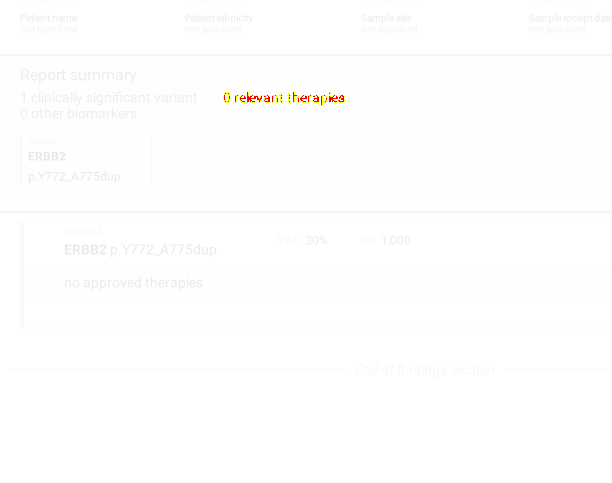 Patient name
Patient ethnicity
Sample site
Sample receipt date
not specified
not specified
not specified
not specified
Report summary
1 clinically significant variant
0 relevant therapies
0 other biomarkers
variant
ERBB2
p.Y772_A775dup
variant
ERBB2 p.Y772_A775dup
VAF 30%
RD 1,000
no approved therapies
End of findings section